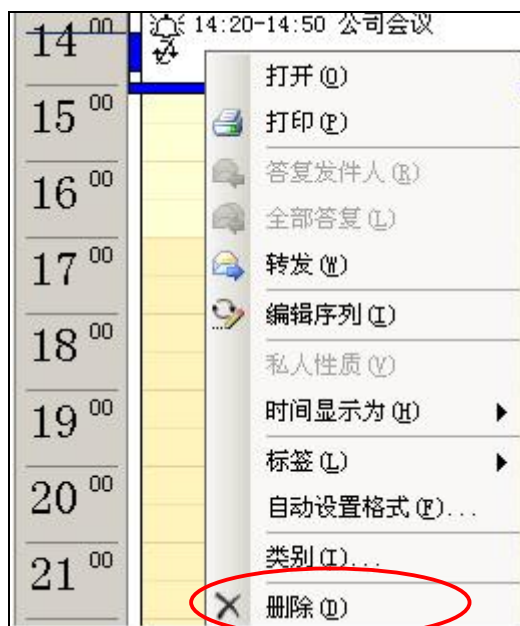 14 00 14:20-14:50 公司会议
打开(O)
15 00 打印(P)
答复发件人(R)
16 00 全部答复(L)
17 00 转发(W)
编辑序列(I)
18 00 私人性质(V)
19 00 时间显示为(H)
标签(L)
20 00 自动设置格式(F)...
21 00 类别(I)...
删除(D)